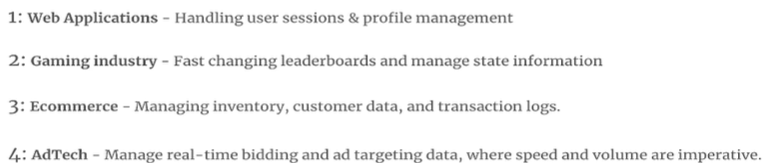 1: Web Applications - Handling user sessions & profile management
2: Gaming industry - Fast changing leaderboards and manage state information
3: Ecommerce - Managing inventory, customer data, and transaction logs.
4: AdTech - Manage real-time bidding and ad targeting data, where speed and volume are imperative.